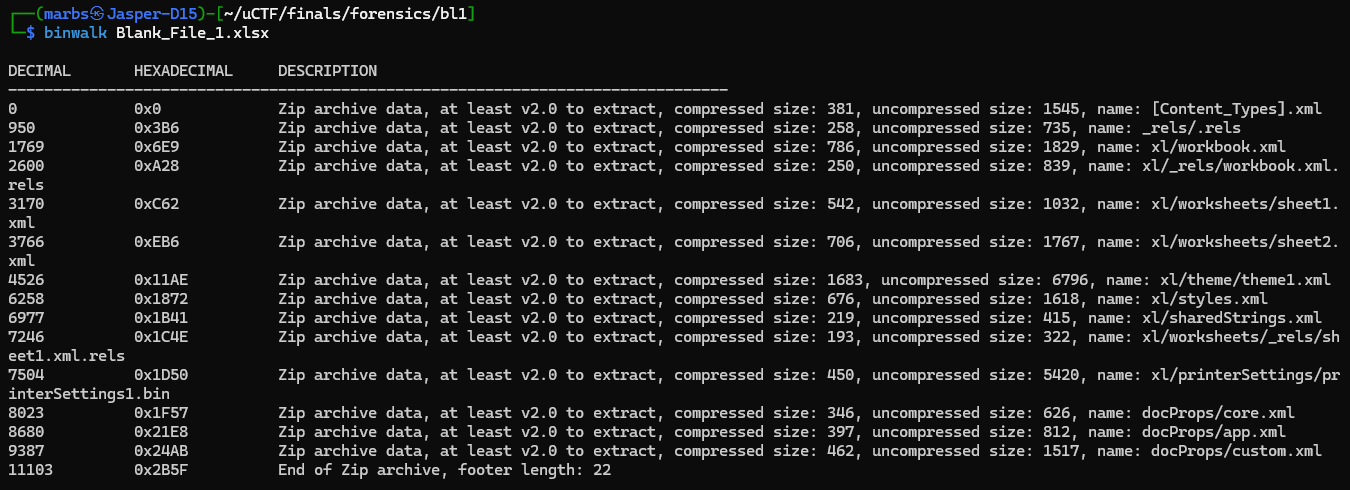 ┌──(marbs㉿Jasper-D15)-[~/uCTF/finals/forensics/bl1]
└─$ binwalk Blank_File_1.xlsx
DECIMAL       HEXADECIMAL     DESCRIPTION
--------------------------------------------------------------------------------
0             0x0             Zip archive data, at least v2.0 to extract, compressed size: 381, uncompressed size: 1545, name: [Content_Types].xml
950           0x3B6           Zip archive data, at least v2.0 to extract, compressed size: 258, uncompressed size: 735, name: _rels/.rels
1769          0x6E9           Zip archive data, at least v2.0 to extract, compressed size: 786, uncompressed size: 1829, name: xl/workbook.xml
2600          0xA28           Zip archive data, at least v2.0 to extract, compressed size: 250, uncompressed size: 839, name: xl/_rels/workbook.xml.
rels
3170          0xC62           Zip archive data, at least v2.0 to extract, compressed size: 542, uncompressed size: 1032, name: xl/worksheets/sheet1.
xml
3766          0xEB6           Zip archive data, at least v2.0 to extract, compressed size: 706, uncompressed size: 1767, name: xl/worksheets/sheet2.
xml
4526          0x11AE          Zip archive data, at least v2.0 to extract, compressed size: 1683, uncompressed size: 6796, name: xl/theme/theme1.xml
6258          0x1872          Zip archive data, at least v2.0 to extract, compressed size: 676, uncompressed size: 1618, name: xl/styles.xml
6977          0x1B41          Zip archive data, at least v2.0 to extract, compressed size: 219, uncompressed size: 415, name: xl/sharedStrings.xml
7246          0x1C4E          Zip archive data, at least v2.0 to extract, compressed size: 193, uncompressed size: 322, name: xl/worksheets/_rels/sh
eet1.xml.rels
7504          0x1D50          Zip archive data, at least v2.0 to extract, compressed size: 450, uncompressed size: 5420, name: xl/printerSettings/pr
interSettings1.bin
8023          0x1F57          Zip archive data, at least v2.0 to extract, compressed size: 346, uncompressed size: 626, name: docProps/core.xml
8680          0x21E8          Zip archive data, at least v2.0 to extract, compressed size: 397, uncompressed size: 812, name: docProps/app.xml
9387          0x24AB          Zip archive data, at least v2.0 to extract, compressed size: 462, uncompressed size: 1517, name: docProps/custom.xml
11103         0x2B5F          End of Zip archive, footer length: 22